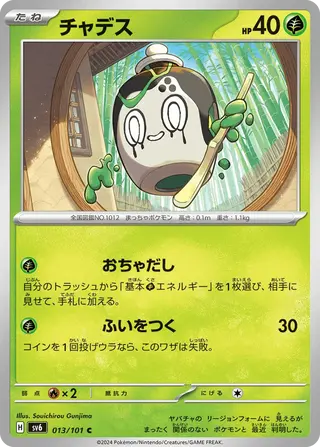 たね
チャデス
HP40
全国図鑑NO.1012 まっちゃポケモン 高さ:0.1m 重さ:1.1kg
おちゃだし
自分のトラッシュから「基本エネルギー」を1枚選び、相手に
見せて、手札に加える。
ふいをつく 30
コインを1回投げウラなら、このワザは失敗。
弱点 ×2 抵抗力 にげる
Illus. Souichirou Gunjima
H sv6 013/101 C
ヤバチャの リージョンフォームに 見えるが
まったく 関係のない ポケモンだと 最近 判明した。
©2024 Pokémon/Nintendo/Creatures/GAME FREAK.